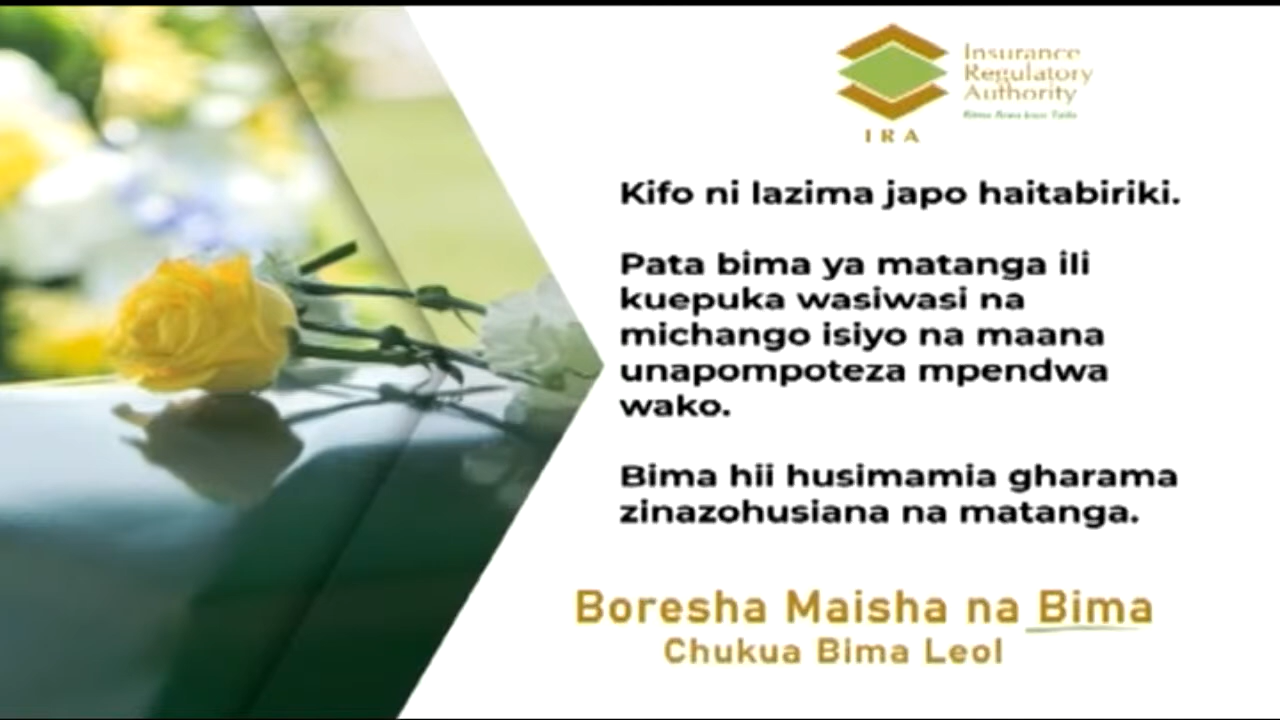 Insurance
Regulatory
Authority
IRA
Kifo ni lazima japo haitabiriki.
Pata bima ya matanga ili
kuepuka wasiwasi na
michango isiyo na maana
unapompoteza mpendwa
wako.
Bima hii husimamia gharama
zinazohusiana na matanga.
Boresha Maisha na Bima
Chukua Bima Leo!